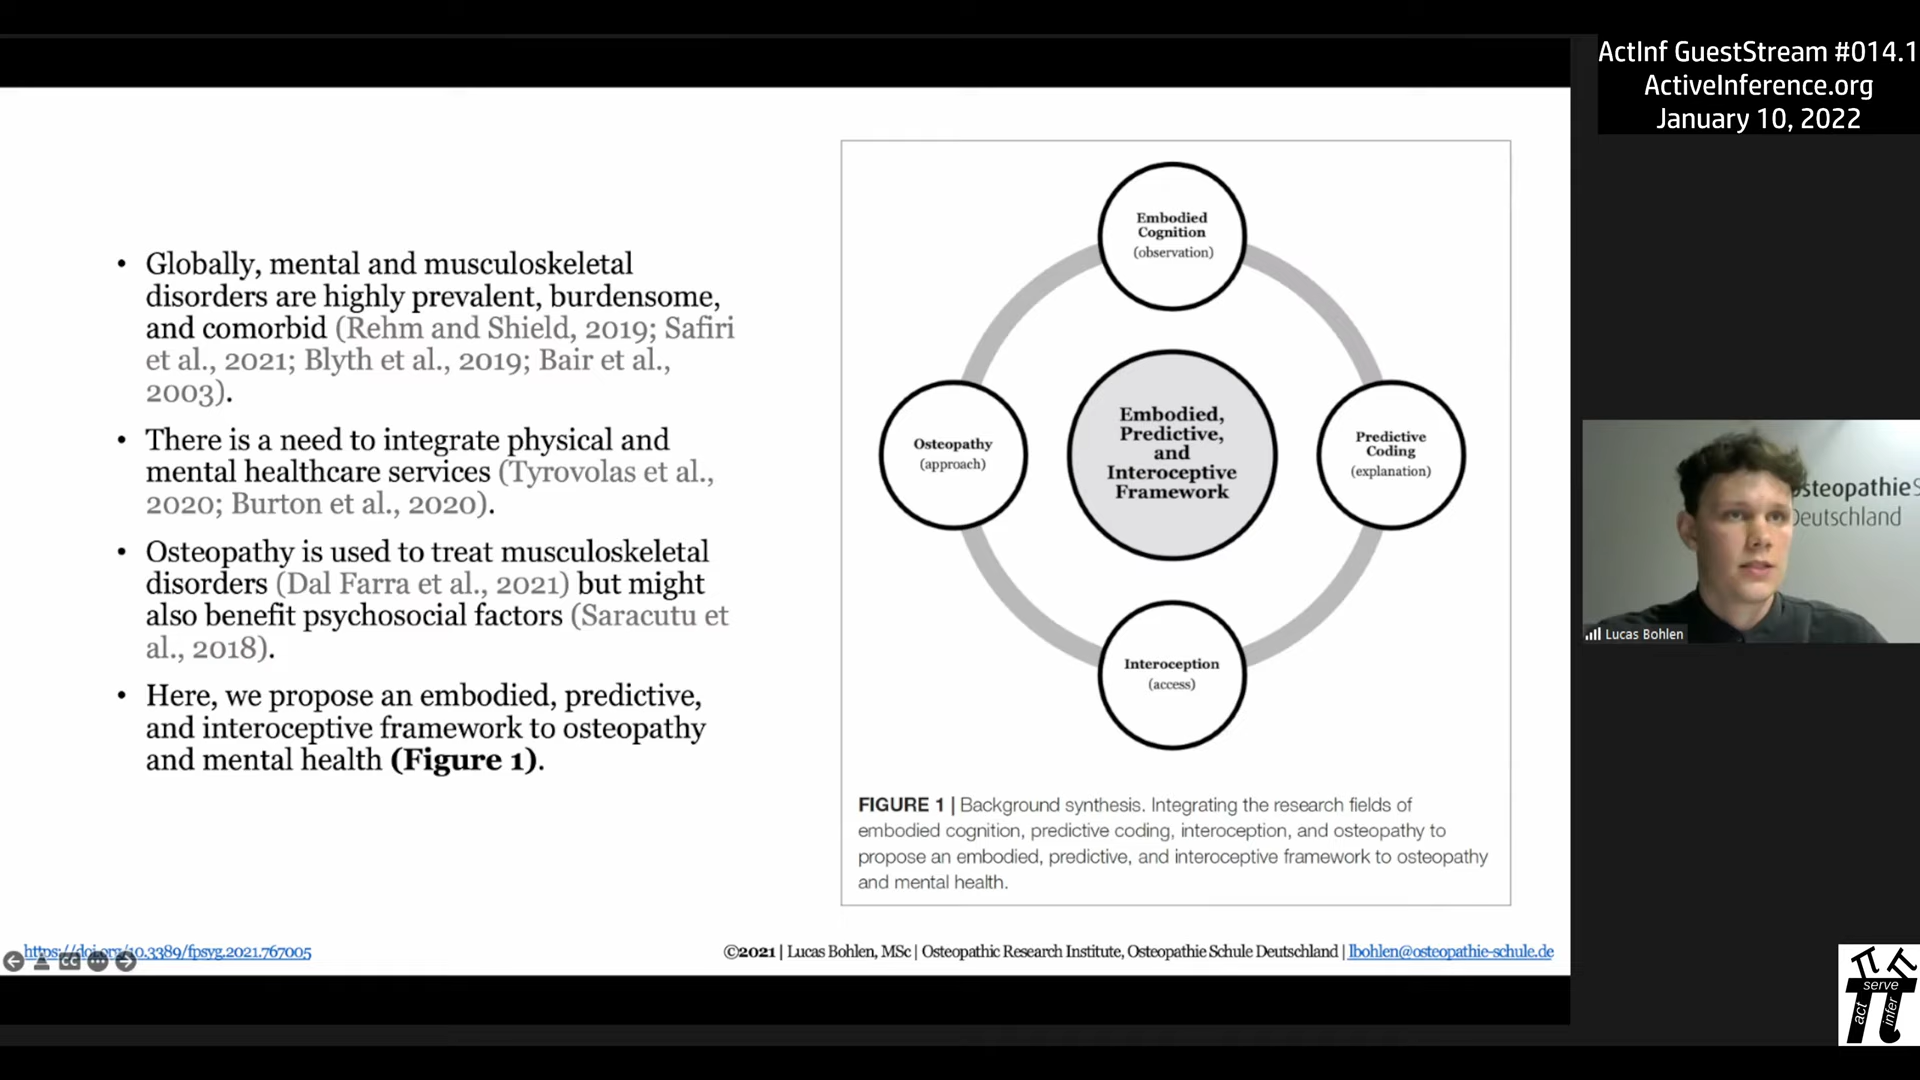 ActInf GuestStream #014.1
ActiveInference.org
January 10, 2022
• Globally, mental and musculoskeletal
disorders are highly prevalent, burdensome,
and comorbid (Rehm and Shield, 2019; Safiri
et al., 2021; Blyth et al., 2019; Bair et al.,
2003).
• There is a need to integrate physical and
mental healthcare services (Tyrovolas et al.,
2020; Burton et al., 2020).
• Osteopathy is used to treat musculoskeletal
disorders (Dal Farra et al., 2021) but might
also benefit psychosocial factors (Saracutu et
al., 2018).
• Here, we propose an embodied, predictive,
and interoceptive framework to osteopathy
and mental health (Figure 1).
Embodied
Cognition
(observation)
Osteopathy
(approach)
Embodied,
Predictive,
and
Interoceptive
Framework
Predictive
Coding
(explanation)
Interoception
(access)
FIGURE 1 | Background synthesis. Integrating the research fields of
embodied cognition, predictive coding, interoception, and osteopathy to
propose an embodied, predictive, and interoceptive framework to osteopathy
and mental health.
steopathieS
Deutschland
Lucas Bohlen
https://doi.org/10.3389/fpsyg.2021.767005
CC
©2021 | Lucas Bohlen, MSc | Osteopathic Research Institute, Osteopathie Schule Deutschland | lbohlen@osteopathie-schule.de
π π
serve
act
infer